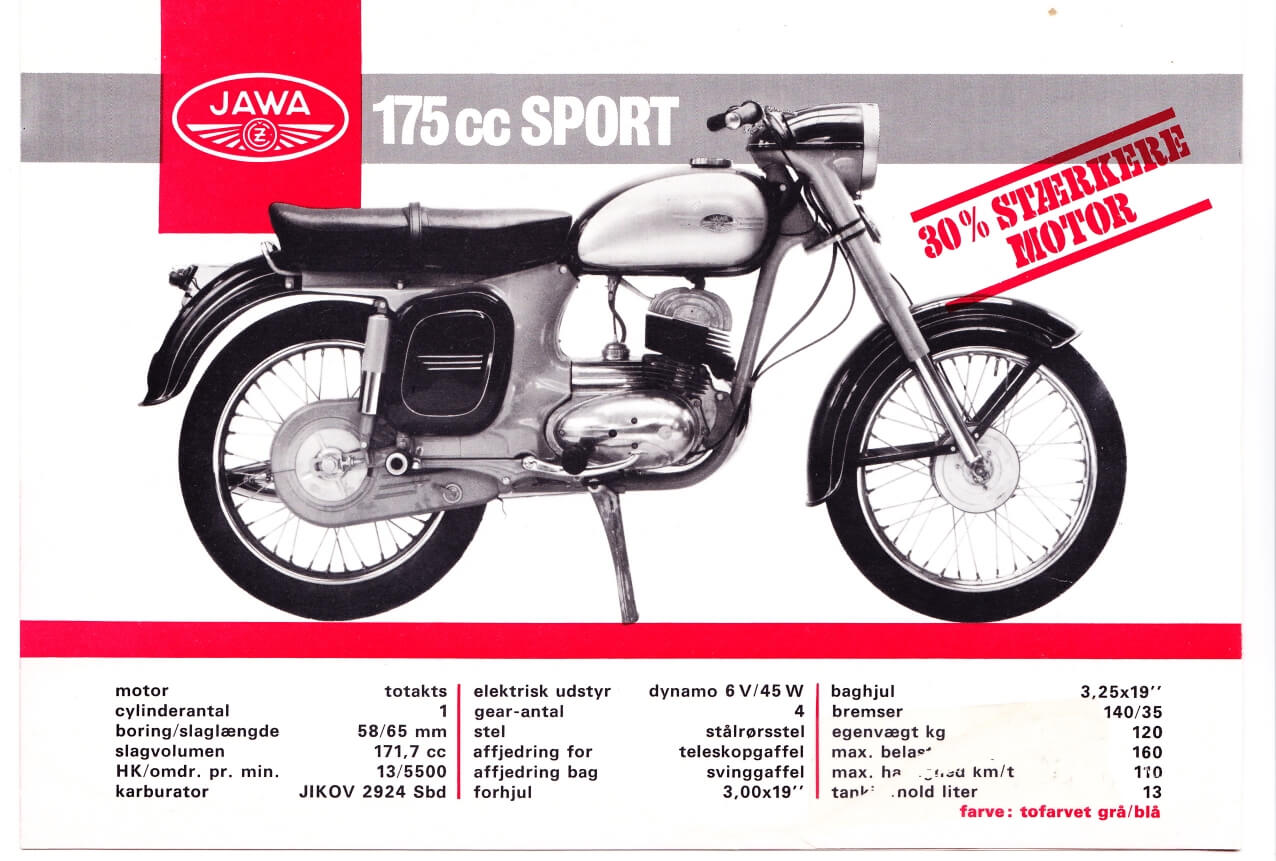 JAWA
CZ
175 cc SPORT
JAWA
30% STÆRKERE
MOTOR
motor totakts
cylinderantal 1
boring/slaglængde 58/65 mm
slagvolumen 171,7 cc
HK/omdr. pr. min. 13/5500
karburator JIKOV 2924 Sbd
elektrisk udstyr dynamo 6 V/45 W
gear-antal 4
stel stålrørsstel
affjedring for teleskopgaffel
affjedring bag svinggaffel
forhjul 3,00x19’’
baghjul 3,25x19’’
bremser 140/35
egenvægt kg 120
max. 160
max. km/t
liter 13
farve: tofarvet grå/blå